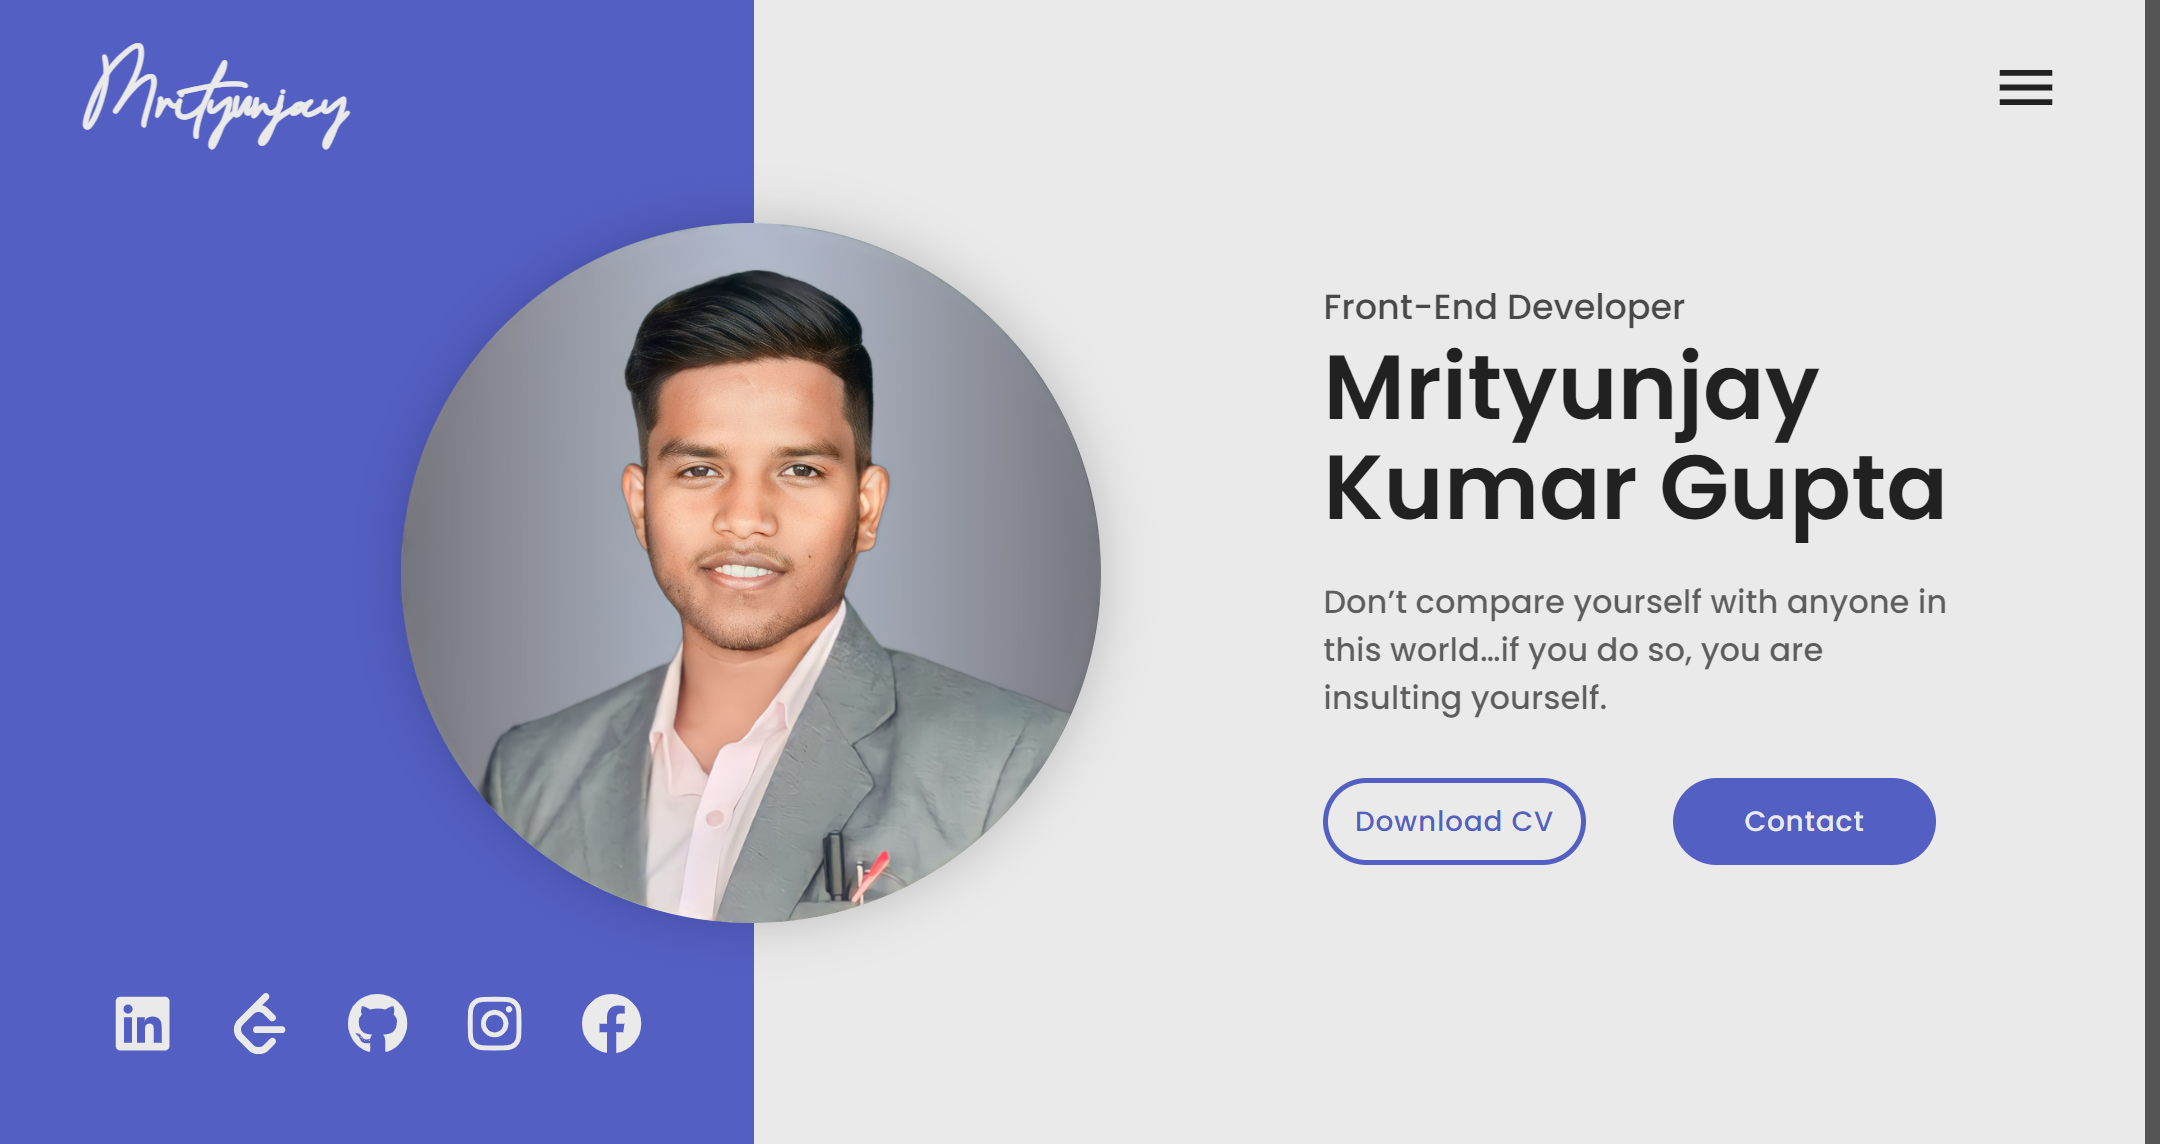 Mrityunjay
Front-End Developer
Mrityunjay
Kumar Gupta
Don’t compare yourself with anyone in
this world...if you do so, you are
insulting yourself.
Download CV
Contact
in